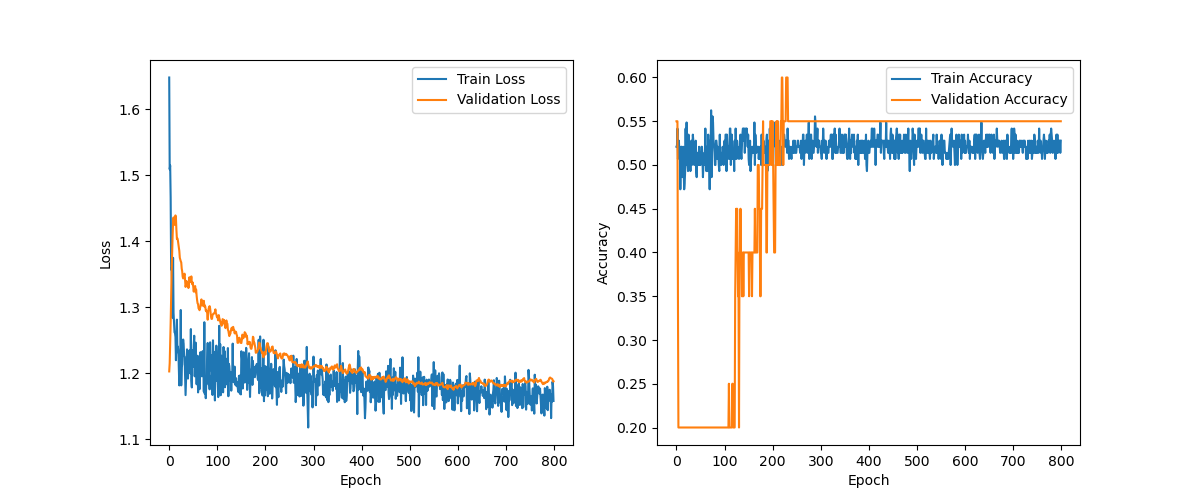 Train Loss
Validation Loss
1.6
1.5
1.4
1.3
1.2
1.1
Loss
0 100 200 300 400 500 600 700 800
Epoch
Train Accuracy
Validation Accuracy
0.60
0.55
0.50
0.45
0.40
0.35
0.30
0.25
0.20
Accuracy
0 100 200 300 400 500 600 700 800
Epoch